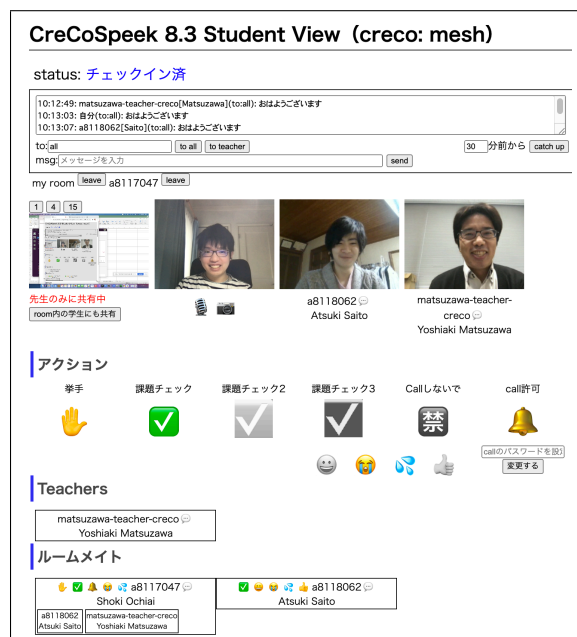 CreCoSpeek 8.3 Student View（creco: mesh）
status: チェックイン済
10:12:49: matsuzawa-teacher-creco[Matsuzawa](to:all): おはようございます
10:13:03: 自分(to:all): おはようございます
10:13:07: a8118062[Saito](to:all): おはようございます
to: all to all to teacher 30 分前から catch up
msg: メッセージを入力 send
my room leave a8117047 leave
1 4 15
先生のみに共有中
room内の学生にも共有
a8118062
Atsuki Saito
matsuzawa-teacher-
creco
Yoshiaki Matsuzawa
アクション
挙手 課題チェック 課題チェック2 課題チェック3 Callしないで call許可
禁
callのパスワードを設
変更する
Teachers
matsuzawa-teacher-creco
Yoshiaki Matsuzawa
ルームメイト
a8117047
Shoki Ochiai
a8118062
Atsuki Saito
matsuzawa-teacher-creco
Yoshiaki Matsuzawa
a8118062
Atsuki Saito